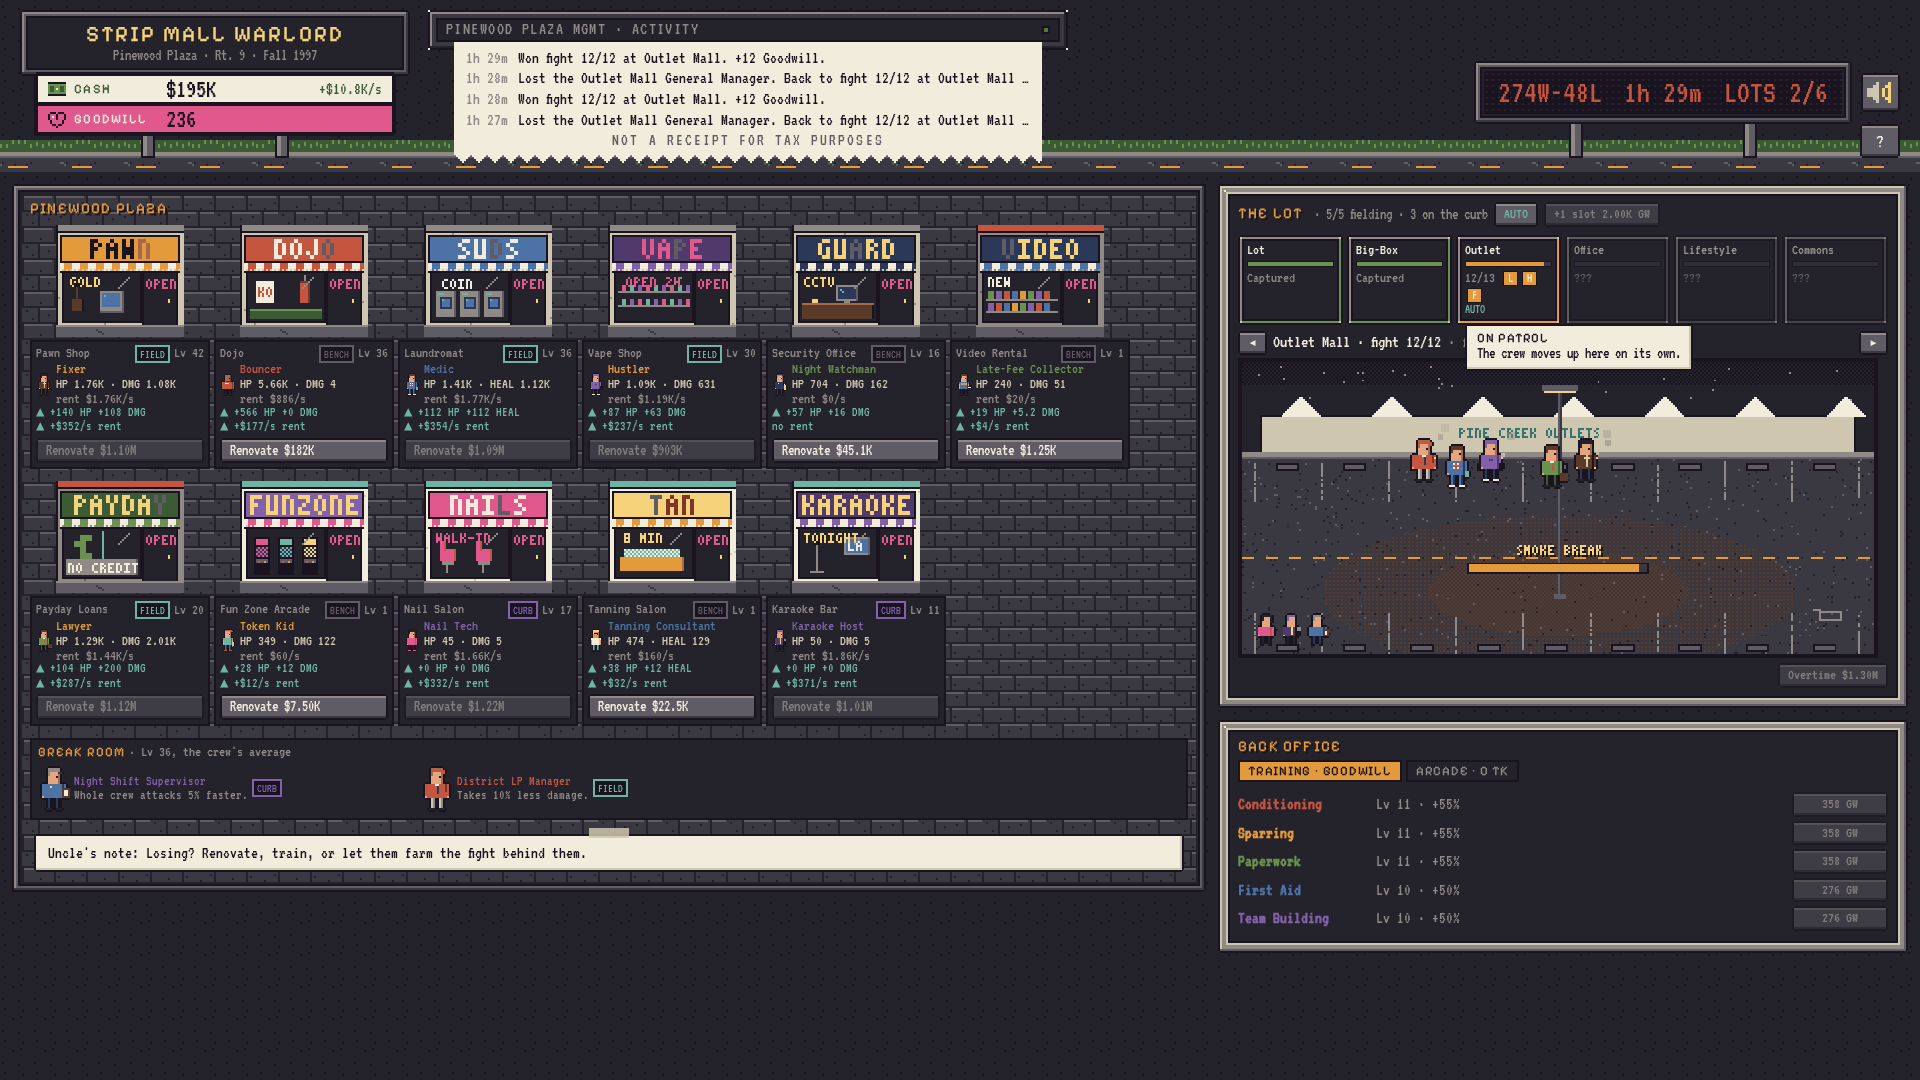 STRIP MALL WARLORD
Pinewood Plaza · Rt. 9 · Fall 1997
CASH $195K +$10.8K/s
GOODWILL 236
PINEWOOD PLAZA MGMT · ACTIVITY
1h 29m Won fight 12/12 at Outlet Mall. +12 Goodwill.
1h 28m Lost the Outlet Mall General Manager. Back to fight 12/12 at Outlet Mall …
1h 28m Won fight 12/12 at Outlet Mall. +12 Goodwill.
1h 27m Lost the Outlet Mall General Manager. Back to fight 12/12 at Outlet Mall …
NOT A RECEIPT FOR TAX PURPOSES
274W-48L 1h 29m LOTS 2/6
?
PINEWOOD PLAZA
PAWN
GOLD
OPEN
DOJO
KO
OPEN
SUDS
COIN
VAPE
OPEN 24
OPEN
GUARD
CCTV
VIDEO
NEW
OPEN
Pawn Shop FIELD Lv 42
Fixer
HP 1.76K · DMG 1.08K
rent $1.76K/s
▲ +140 HP +108 DMG
▲ +$352/s rent
Renovate $1.10M
Dojo BENCH Lv 36
Bouncer
HP 5.66K · DMG 4
rent $886/s
▲ +566 HP +0 DMG
▲ +$177/s rent
Renovate $182K
Laundromat FIELD Lv 36
Medic
HP 1.41K · HEAL 1.12K
rent $1.77K/s
▲ +112 HP +112 HEAL
▲ +$354/s rent
Renovate $1.09M
Vape Shop FIELD Lv 30
Hustler
HP 1.09K · DMG 631
rent $1.19K/s
▲ +87 HP +63 DMG
▲ +$237/s rent
Renovate $903K
Security Office BENCH Lv 16
Night Watchman
HP 704 · DMG 162
rent $0/s
▲ +57 HP +16 DMG
no rent
Renovate $45.1K
Video Rental BENCH Lv 1
Late-Fee Collector
HP 240 · DMG 51
rent $20/s
▲ +19 HP +5.2 DMG
▲ +$4/s rent
Renovate $1.25K
PAYDAY
NO CREDIT
OPEN
FUNZONE
OPEN
NAILS
WALK-IN
OPEN
TAN
8 MIN
OPEN
KARAOKE
TONIGHT
LA
OPEN
Payday Loans FIELD Lv 20
Lawyer
HP 1.29K · DMG 2.01K
rent $1.44K/s
▲ +104 HP +200 DMG
▲ +$287/s rent
Renovate $1.12M
Fun Zone Arcade BENCH Lv 1
Token Kid
HP 349 · DMG 122
rent $60/s
▲ +28 HP +12 DMG
▲ +$12/s rent
Renovate $7.50K
Nail Salon CURB Lv 17
Nail Tech
HP 45 · DMG 5
rent $1.66K/s
▲ +0 HP +0 DMG
▲ +$332/s rent
Renovate $1.22M
Tanning Salon BENCH Lv 1
Tanning Consultant
HP 474 · HEAL 129
rent $160/s
▲ +38 HP +12 HEAL
▲ +$32/s rent
Renovate $22.5K
Karaoke Bar CURB Lv 11
Karaoke Host
HP 50 · DMG 5
rent $1.86K/s
▲ +0 HP +0 DMG
▲ +$371/s rent
Renovate $1.01M
BREAK ROOM · Lv 36, the crew's average
Night Shift Supervisor
Whole crew attacks 5% faster. CURB
District LP Manager
Takes 10% less damage. FIELD
Uncle's note: Losing? Renovate, train, or let them farm the fight behind them.
THE LOT · 5/5 fielding · 3 on the curb AUTO +1 slot 2.00K GW
Lot
Captured
Big-Box
Captured
Outlet
12/13 L H
F
AUTO
Office
???
Lifestyle
???
Commons
???
◄ Outlet Mall · fight 12/12 · ►
ON PATROL
The crew moves up here on its own.
PINE CREEK OUTLETS
SMOKE BREAK
Overtime $1.30M
BACK OFFICE
TRAINING · GOODWILL ARCADE · 0 TK
Conditioning Lv 11 · +55% 358 GW
Sparring Lv 11 · +55% 358 GW
Paperwork Lv 11 · +55% 358 GW
First Aid Lv 10 · +50% 276 GW
Team Building Lv 10 · +50% 276 GW